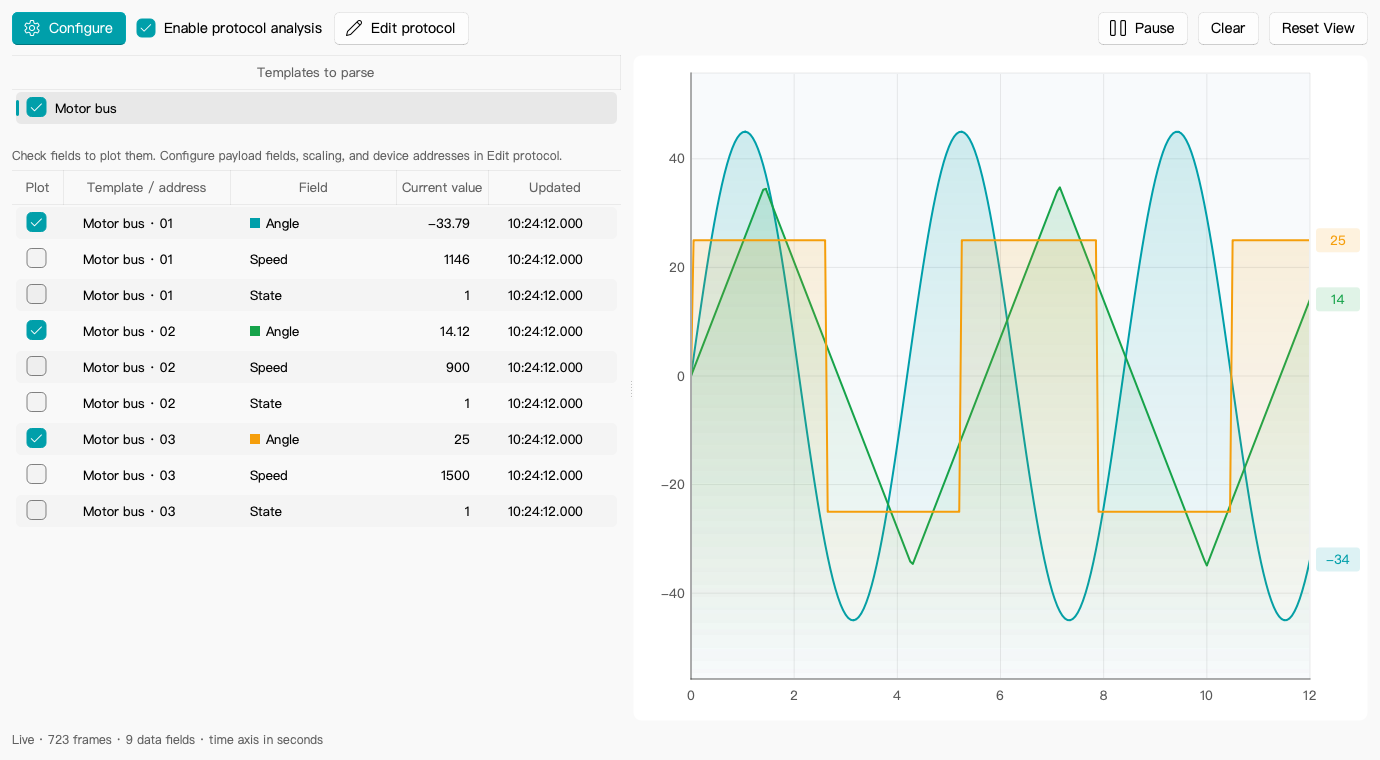 Configure Enable protocol analysis Edit protocol Pause Clear Reset View
Templates to parse
Motor bus
Check fields to plot them. Configure payload fields, scaling, and device addresses in Edit protocol.
Plot Template / address Field Current value Updated
Motor bus · 01 Angle −33.79 10:24:12.000
Motor bus · 01 Speed 1146 10:24:12.000
Motor bus · 01 State 1 10:24:12.000
Motor bus · 02 Angle 14.12 10:24:12.000
Motor bus · 02 Speed 900 10:24:12.000
Motor bus · 02 State 1 10:24:12.000
Motor bus · 03 Angle 25 10:24:12.000
Motor bus · 03 Speed 1500 10:24:12.000
Motor bus · 03 State 1 10:24:12.000
40
20
0
−20
−40
0 2 4 6 8 10 12
25
14
−34
Live · 723 frames · 9 data fields · time axis in seconds